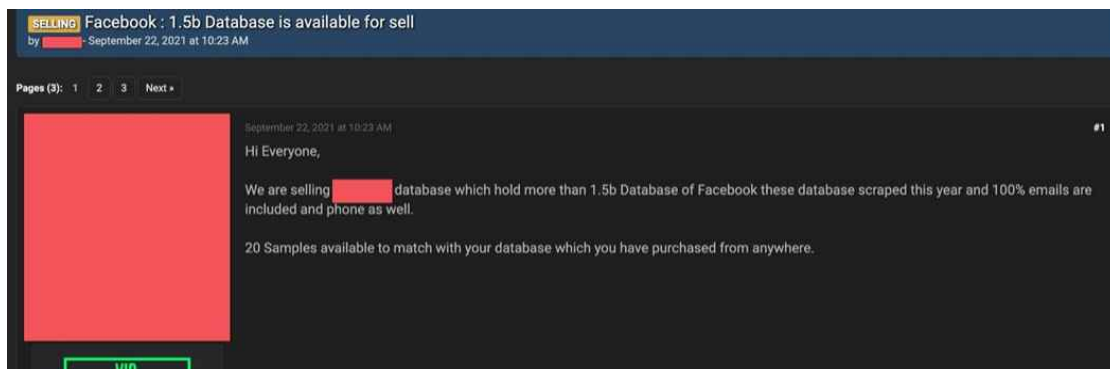 SELLING Facebook : 1.5b Database is available for sell
by - September 22, 2021 at 10:23 AM
Pages (3): 1 2 3 Next »
September 22, 2021 at 10:23 AM #1
Hi Everyone,
We are selling database which hold more than 1.5b Database of Facebook these database scraped this year and 100% emails are
included and phone as well.
20 Samples available to match with your database which you have purchased from anywhere.
VIP